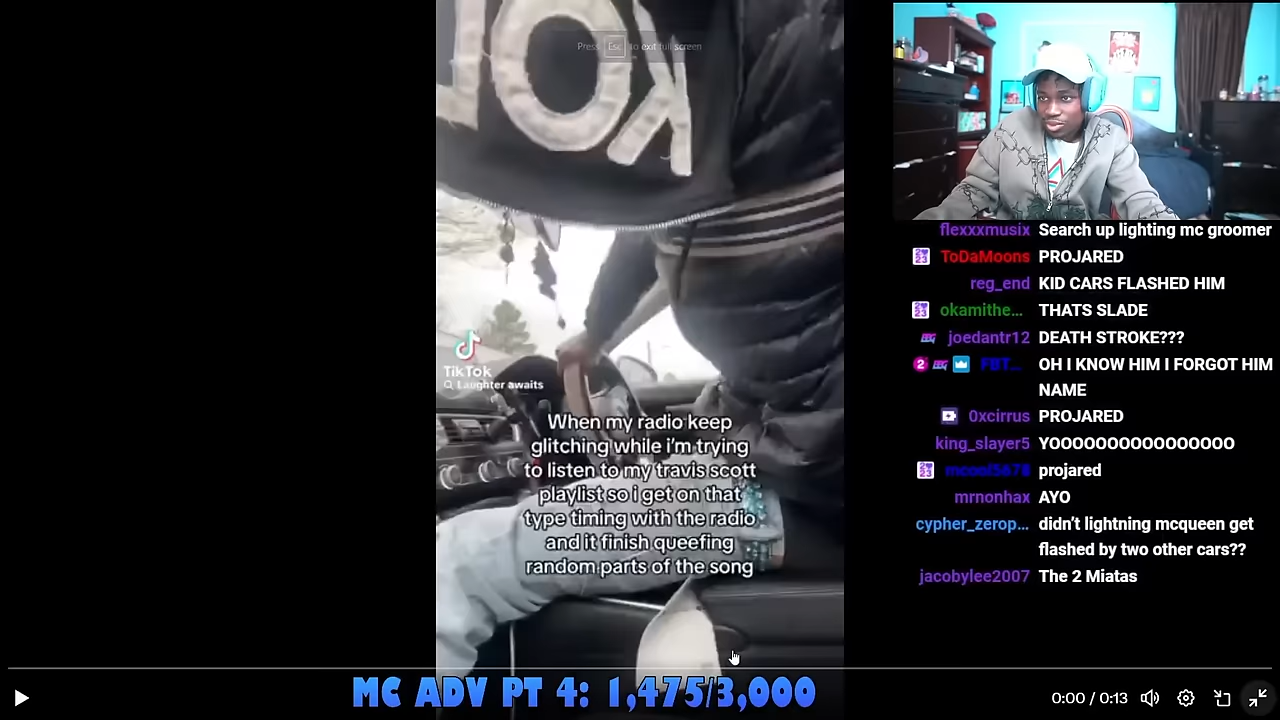 Press Esc to exit full screen
TikTok
Laughter awaits
When my radio keep
glitching while i'm trying
to listen to my travis scott
playlist so i get on that
type timing with the radio
and it finish queefing
random parts of the song
flexxxmusix Search up lighting mc groomer
ToDaMoons PROJARED
reg_end KID CARS FLASHED HIM
okamithe... THATS SLADE
joedantr12 DEATH STROKE???
2 FBT... OH I KNOW HIM I FORGOT HIM
NAME
0xcirrus PROJARED
king_slayer5 YOOOOOOOOOOOOOOOO
mcool5678 projared
mrnonhax AYO
cypher_zerop... didn't lightning mcqueen get
flashed by two other cars??
jacobylee2007 The 2 Miatas
MC ADV PT 4: 1,475/3,000
0:00 / 0:13